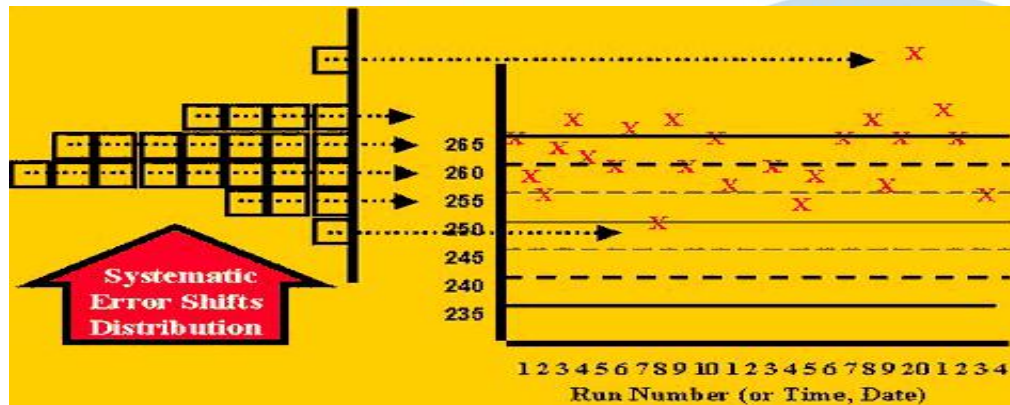 265
260
255
250
245
240
235
Systematic
Error Shifts
Distribution
X X X X X X X X X X X X X X X X X X X X X X X X
1 2 3 4 5 6 7 8 9 10 1 2 3 4 5 6 7 8 9 20 1 2 3 4
Run Number (or Time, Date)